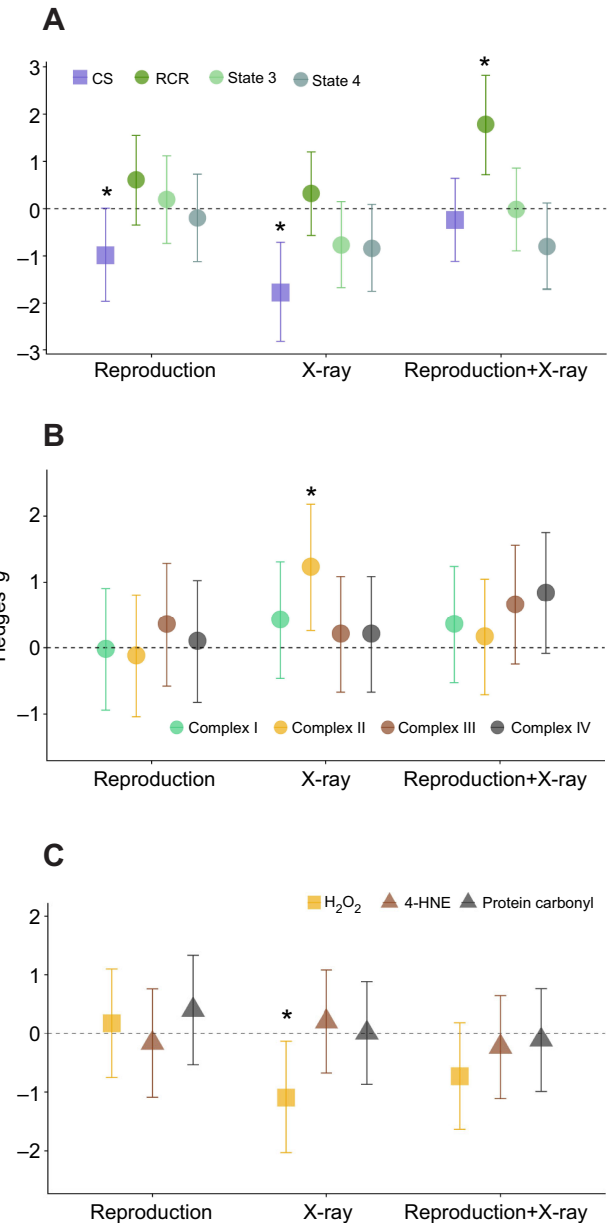 A
3
CS RCR State 3 State 4
2
*
1
*
0
*
–1
–2
–3
Reproduction X-ray Reproduction+X-ray
B
*
2
1
Hedges' g
0
–1
Complex I Complex II Complex III Complex IV
Reproduction X-ray Reproduction+X-ray
C
2
H2O2 4-HNE Protein carbonyl
1
*
0
–1
–2
Reproduction X-ray Reproduction+X-ray